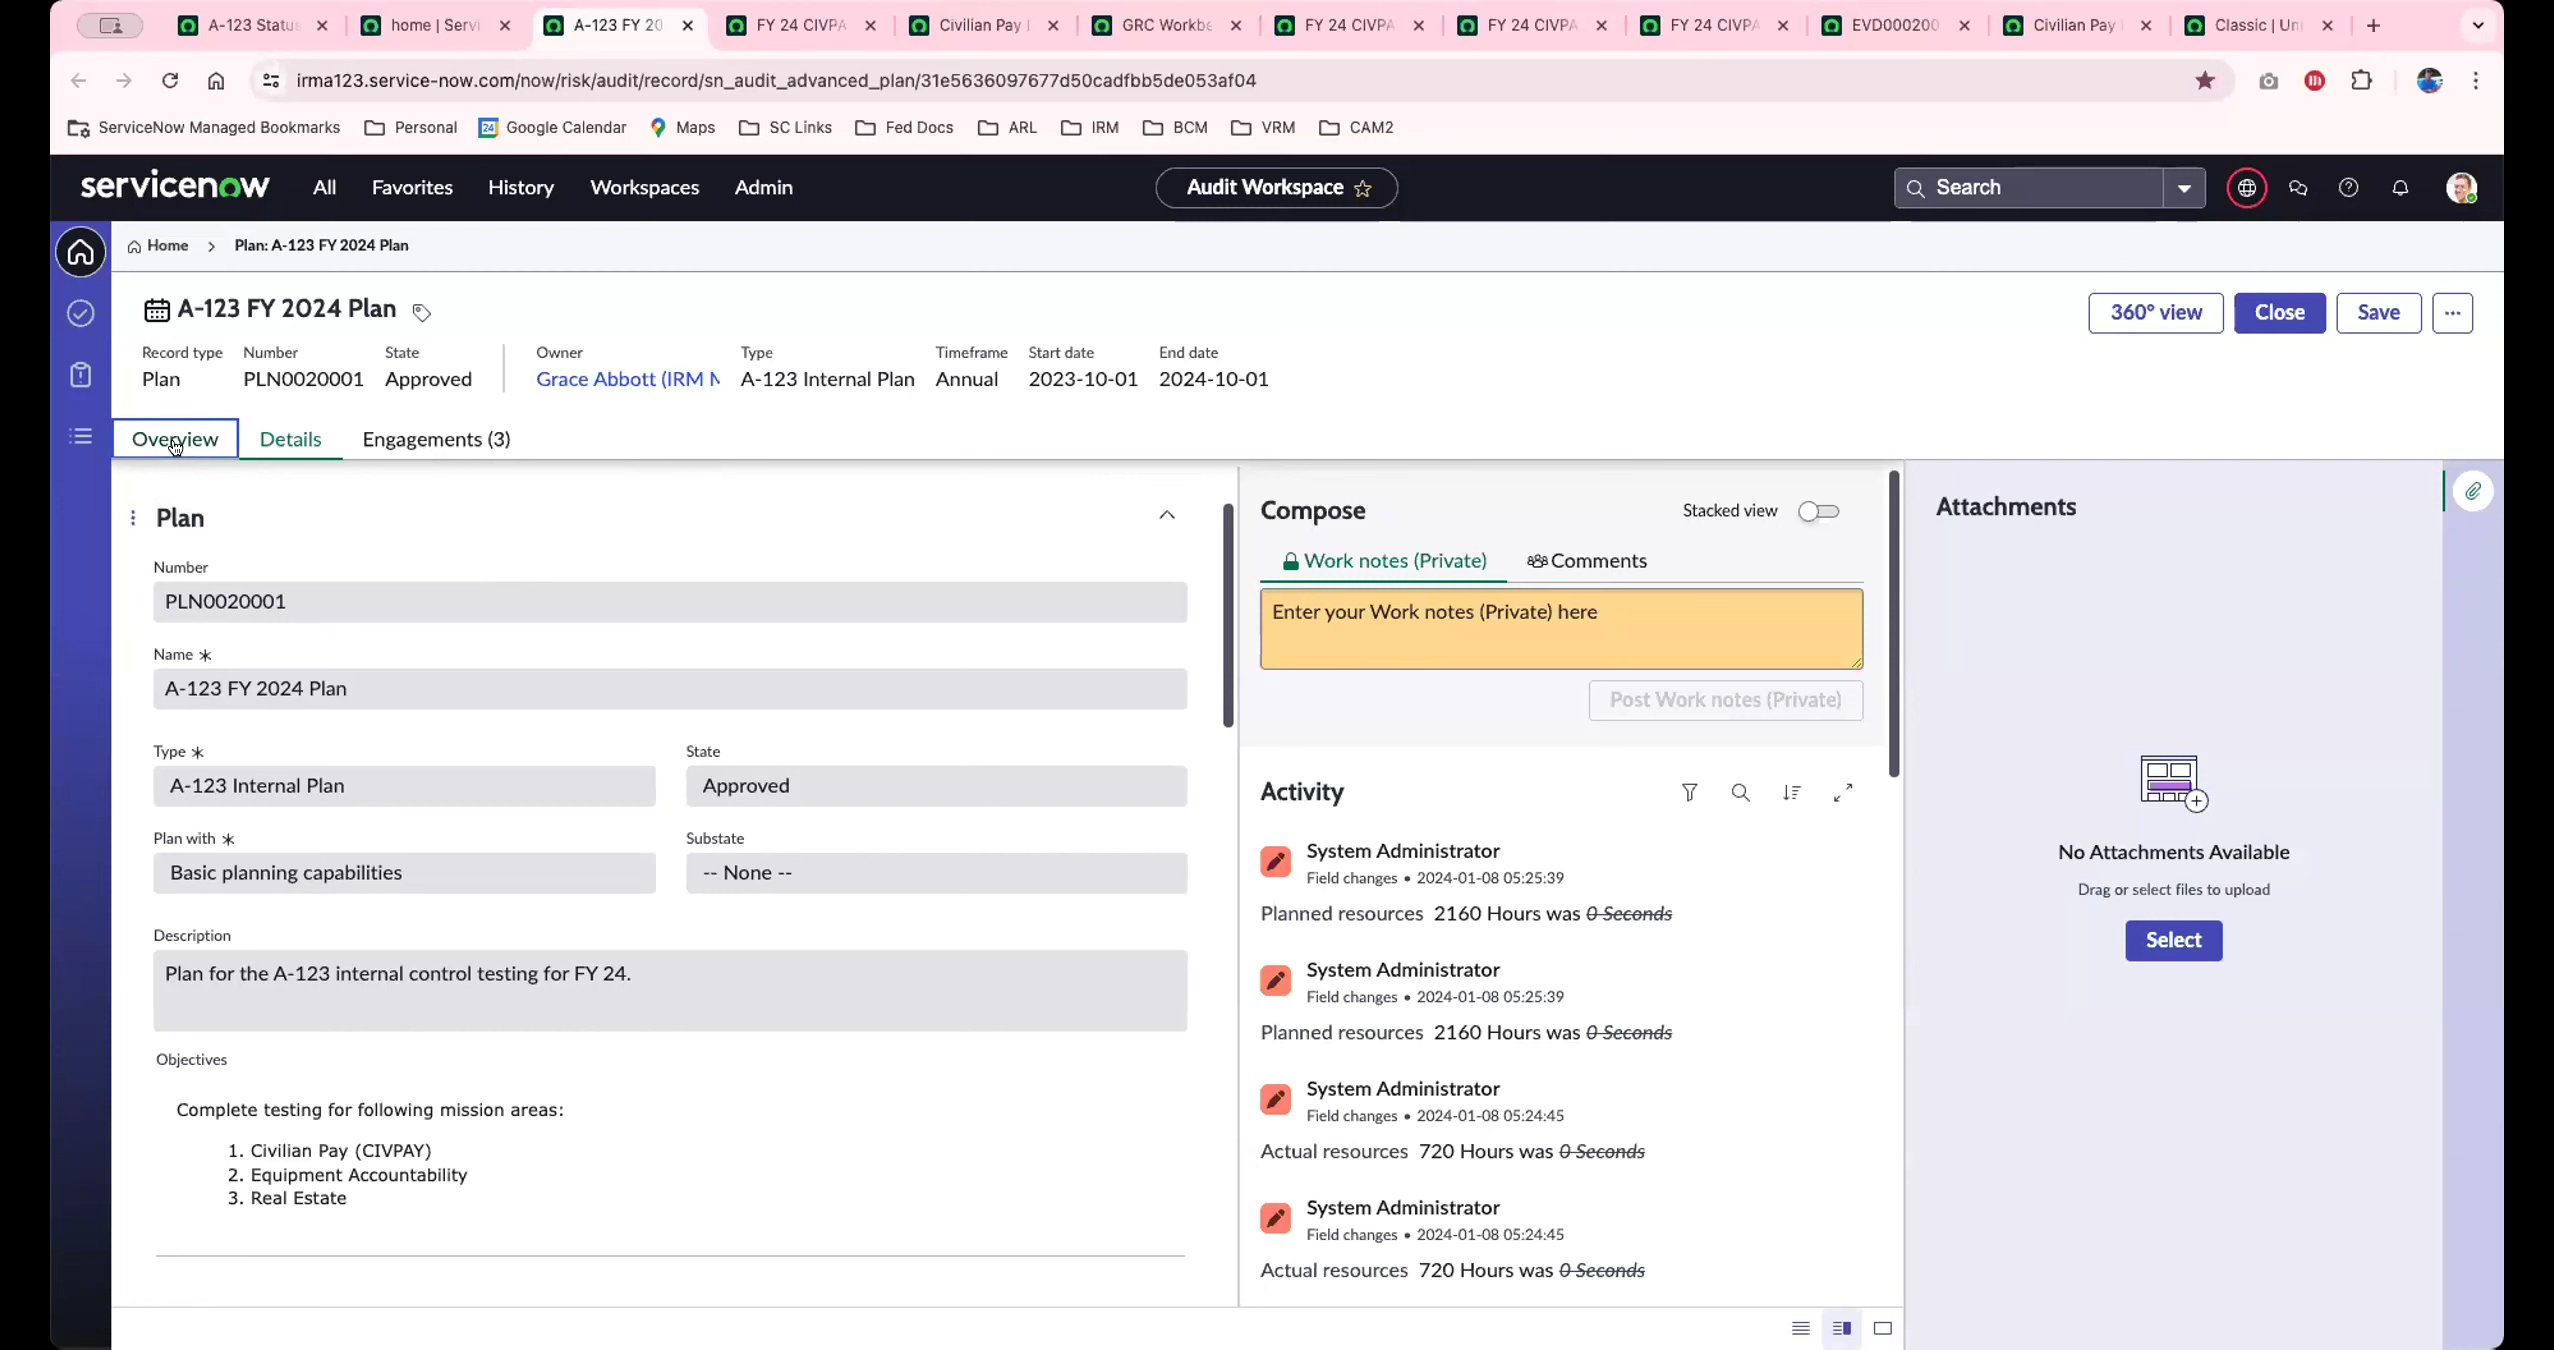 A-123 Status
home | Servi
A-123 FY 20
FY 24 CIVPA
Civilian Pay
GRC Workbe
FY 24 CIVPA
FY 24 CIVPA
FY 24 CIVPA
EVD000200
Civilian Pay
Classic | Uni
irma123.service-now.com/now/risk/audit/record/sn_audit_advanced_plan/31e5636097677d50cadfbb5de053af04
ServiceNow Managed Bookmarks
Personal
24 Google Calendar
Maps
SC Links
Fed Docs
ARL
IRM
BCM
VRM
CAM2
servicenow
All
Favorites
History
Workspaces
Admin
Audit Workspace
Search
Home > Plan: A-123 FY 2024 Plan
A-123 FY 2024 Plan
360° view
Close
Save
Record type
Number
State
Owner
Type
Timeframe
Start date
End date
Plan
PLN0020001
Approved
Grace Abbott (IRM M
A-123 Internal Plan
Annual
2023-10-01
2024-10-01
Overview
Details
Engagements (3)
Plan
Number
PLN0020001
Name *
A-123 FY 2024 Plan
Type *
A-123 Internal Plan
State
Approved
Plan with *
Basic planning capabilities
Substate
-- None --
Description
Plan for the A-123 internal control testing for FY 24.
Objectives
Complete testing for following mission areas:
1. Civilian Pay (CIVPAY)
2. Equipment Accountability
3. Real Estate
Compose
Stacked view
Work notes (Private)
Comments
Enter your Work notes (Private) here
Post Work notes (Private)
Activity
System Administrator
Field changes • 2024-01-08 05:25:39
Planned resources 2160 Hours was 0 Seconds
System Administrator
Field changes • 2024-01-08 05:25:39
Planned resources 2160 Hours was 0 Seconds
System Administrator
Field changes • 2024-01-08 05:24:45
Actual resources 720 Hours was 0 Seconds
System Administrator
Field changes • 2024-01-08 05:24:45
Actual resources 720 Hours was 0 Seconds
Attachments
No Attachments Available
Drag or select files to upload
Select